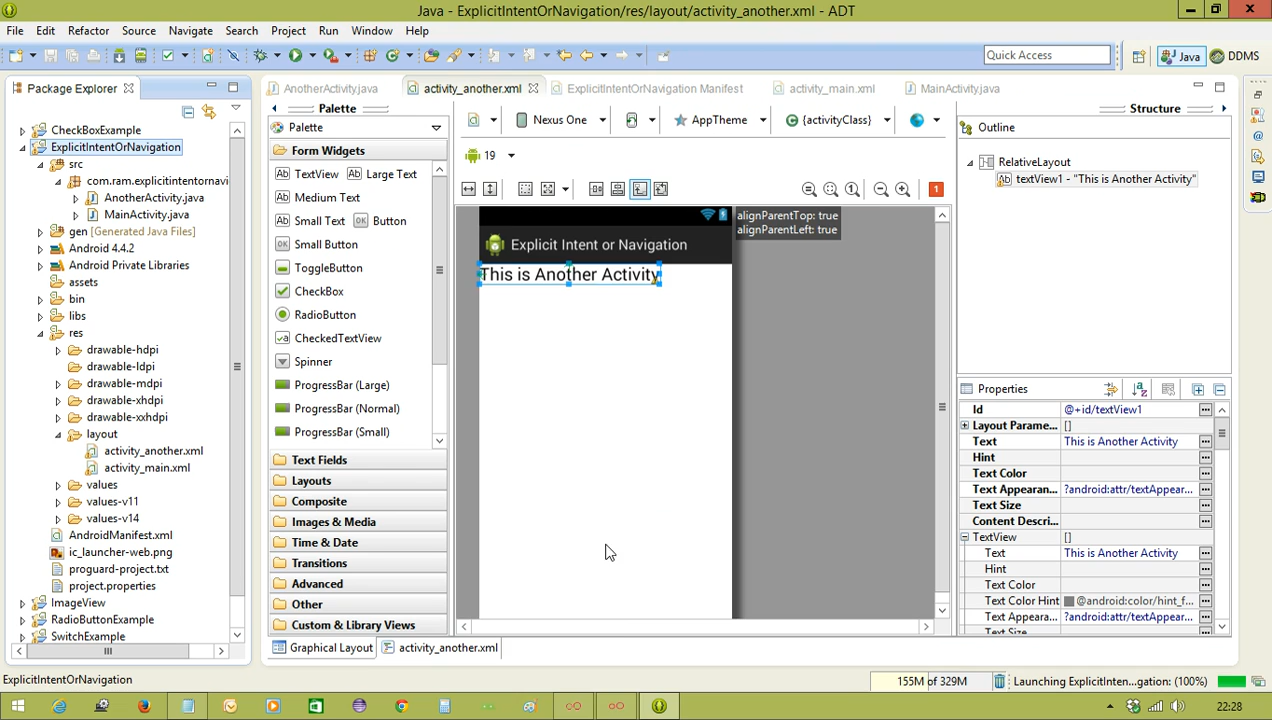 Java - ExplicitIntentOrNavigation/res/layout/activity_another.xml - ADT
File Edit Refactor Source Navigate Search Project Run Window Help
Quick Access
Java
DDMS
Package Explorer
CheckBoxExample
ExplicitIntentOrNavigation
src
com.ram.explicitintentornavi
AnotherActivity.java
MainActivity.java
gen [Generated Java Files]
Android 4.4.2
Android Private Libraries
assets
bin
libs
res
drawable-hdpi
drawable-ldpi
drawable-mdpi
drawable-xhdpi
drawable-xxhdpi
layout
activity_another.xml
activity_main.xml
values
values-v11
values-v14
AndroidManifest.xml
ic_launcher-web.png
proguard-project.txt
project.properties
ImageView
RadioButtonExample
SwitchExample
AnotherActivity.java
activity_another.xml
ExplicitIntentOrNavigation Manifest
activity_main.xml
MainActivity.java
Palette
Palette
Form Widgets
TextView Large Text
Medium Text
Small Text Button
Small Button
ToggleButton
CheckBox
RadioButton
CheckedTextView
Spinner
ProgressBar (Large)
ProgressBar (Normal)
ProgressBar (Small)
Text Fields
Layouts
Composite
Images & Media
Time & Date
Transitions
Advanced
Other
Custom & Library Views
Graphical Layout
activity_another.xml
Nexus One
AppTheme
{activityClass}
19
1
1
alignParentTop: true
alignParentLeft: true
Explicit Intent or Navigation
This is Another Activity
Structure
Outline
RelativeLayout
textView1 - "This is Another Activity"
Properties
Id @+id/textView1
Layout Parame... []
Text This is Another Activity
Hint
Text Color
Text Appearan... ?android:attr/textAppear...
Text Size
Content Descri...
TextView []
Text This is Another Activity
Hint
Text Color
Text Color Hint @android:color/hint_f...
Text Appeara... ?android:attr/textAppear...
Text Size
ExplicitIntentOrNavigation
155M of 329M
Launching ExplicitInten...gation: (100%)
22:28